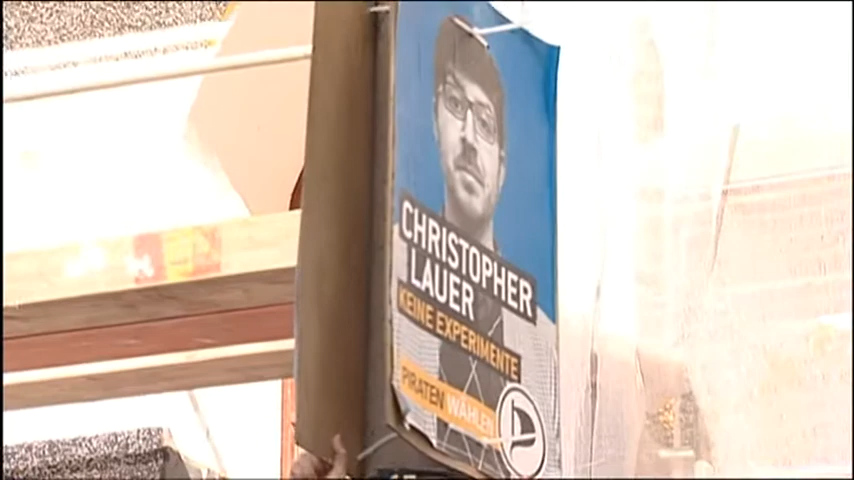 CHRISTOPHER
LAUER
KEINE EXPERIMENTE
PIRATEN WÄHLEN